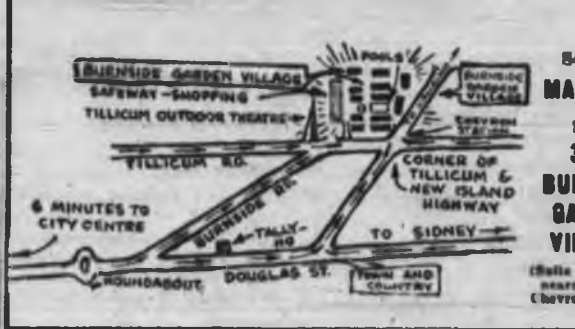 POOLS
BURNSIDE GARDEN VILLAGE
SAFEWAY-SHOPPING
TILLICUM OUTDOOR THEATRE
BURNSIDE
GARDEN
VILLAGE
CHEVRON
STATION
TILLICUM RD.
CORNER OF
TILLICUM &
NEW ISLAND
HIGHWAY
6 MINUTES TO
CITY CENTRE
BURNSIDE RD.
TALLY-
HO
TO SIDNEY
ROUNDABOUT
DOUGLAS ST.
TOWN AND
COUNTRY
MA
3
BU
GA
VI